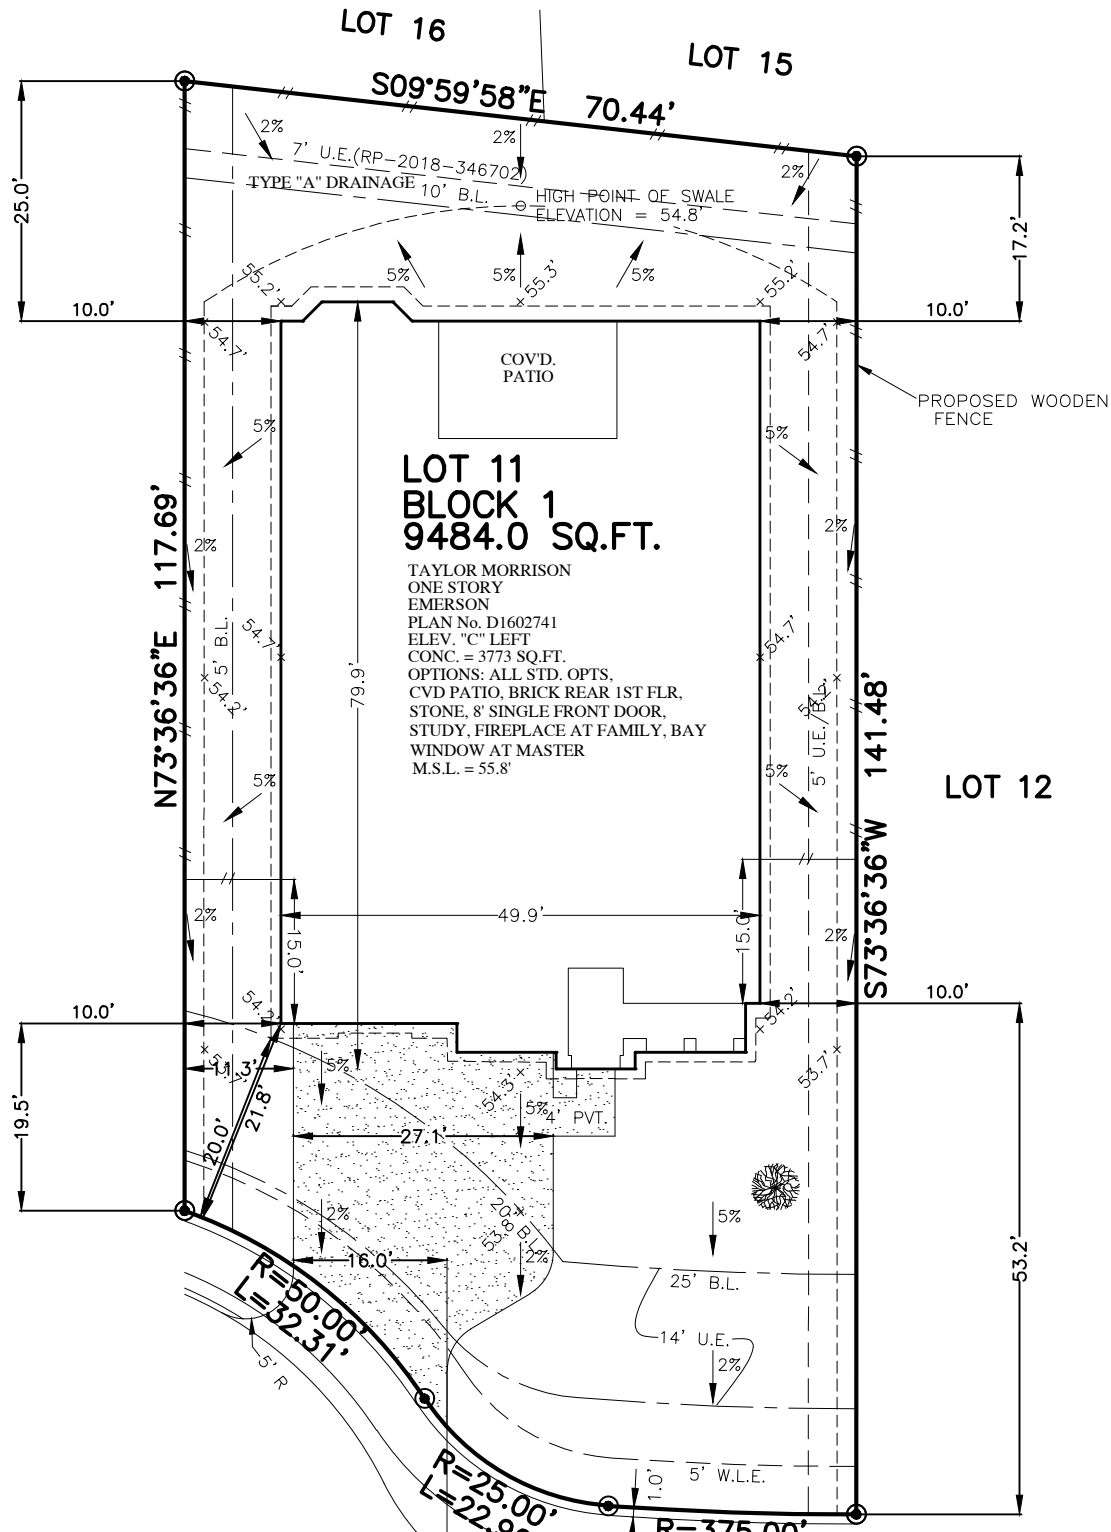 LOT 16
LOT 15
S09°59'58"E 70.44'
2%
2%
2%
7' U.E.(RP-2018-346702)
TYPE "A" DRAINAGE
10' B.L.
HIGH POINT OF SWALE
ELEVATION = 54.8'
25.0'
17.2'
5%
5%
5%
55.2'
55.3'
55.2'
10.0'
10.0'
54.7'
54.7'
COV'D.
PATIO
PROPOSED WOODEN
FENCE
5%
5%
LOT 11
BLOCK 1
9484.0 SQ.FT.
TAYLOR MORRISON
ONE STORY
EMERSON
PLAN No. D1602741
ELEV. "C" LEFT
CONC. = 3773 SQ.FT.
OPTIONS: ALL STD. OPTS,
CVD PATIO, BRICK REAR 1ST FLR,
STONE, 8' SINGLE FRONT DOOR,
STUDY, FIREPLACE AT FAMILY, BAY
WINDOW AT MASTER
M.S.L. = 55.8'
N73°36'36"E 117.69'
2%
2%
5' B.L.
54.7'
54.7'
79.9'
54.2'
54.2'
5' U.E./B.L.
S73°36'36"W 141.48'
5%
5%
LOT 12
49.9'
15.0'
15.0'
2%
2%
10.0'
10.0'
54.2'
54.2'
53.7'
53.7'
11.3'
5%
54.3'
5%
4' PVT.
19.5'
20.0'
21.8'
27.1'
2%
20' B.L.
53.8'
2%
5%
16.0'
25' B.L.
53.2'
14' U.E.
2%
R=50.00'
L=32.31'
5' R
5' W.L.E.
1.0'
R=25.00'
R=375.00'